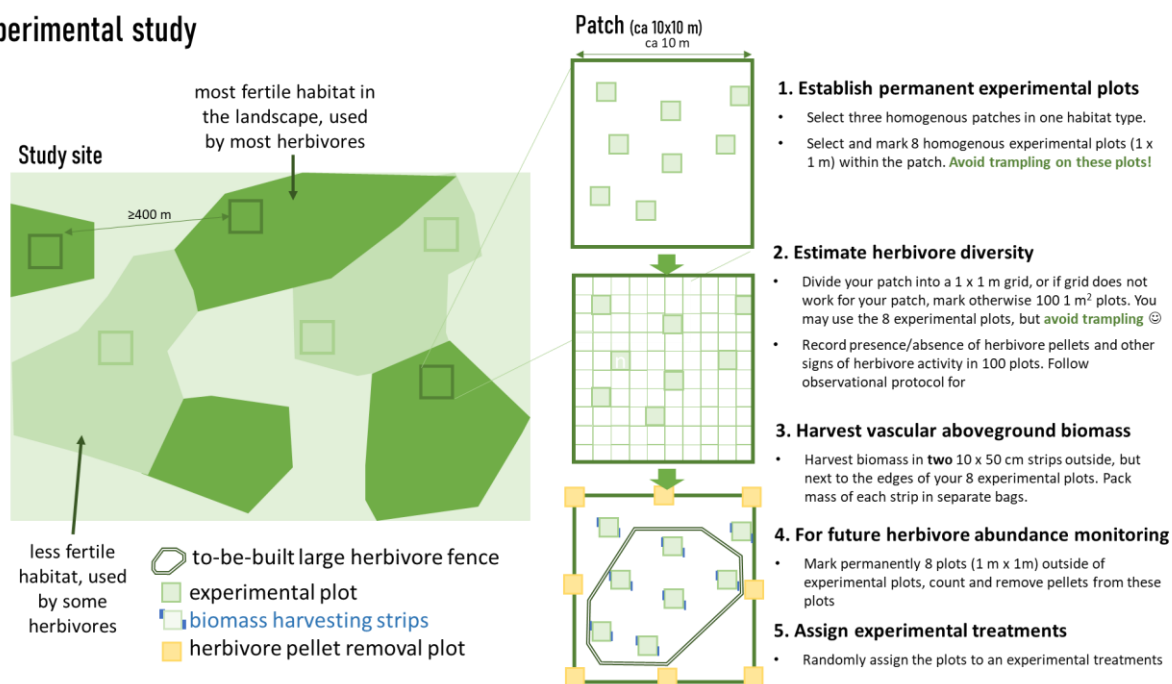 perimental study
Patch (ca 10x10 m)
ca 10 m
most fertile habitat in
the landscape, used
by most herbivores
Study site
≥400 m
less fertile
habitat, used
by some
herbivores
to-be-built large herbivore fence
experimental plot
biomass harvesting strips
herbivore pellet removal plot
n
1. Establish permanent experimental plots
• Select three homogenous patches in one habitat type.
• Select and mark 8 homogenous experimental plots (1 x
1 m) within the patch. Avoid trampling on these plots!
2. Estimate herbivore diversity
• Divide your patch into a 1 x 1 m grid, or if grid does not
work for your patch, mark otherwise 100 1 m² plots. You
may use the 8 experimental plots, but avoid trampling ☺
• Record presence/absence of herbivore pellets and other
signs of herbivore activity in 100 plots. Follow
observational protocol for
3. Harvest vascular aboveground biomass
• Harvest biomass in two 10 x 50 cm strips outside, but
next to the edges of your 8 experimental plots. Pack
mass of each strip in separate bags.
4. For future herbivore abundance monitoring
• Mark permanently 8 plots (1 m x 1m) outside of
experimental plots, count and remove pellets from these
plots
5. Assign experimental treatments
• Randomly assign the plots to an experimental treatments